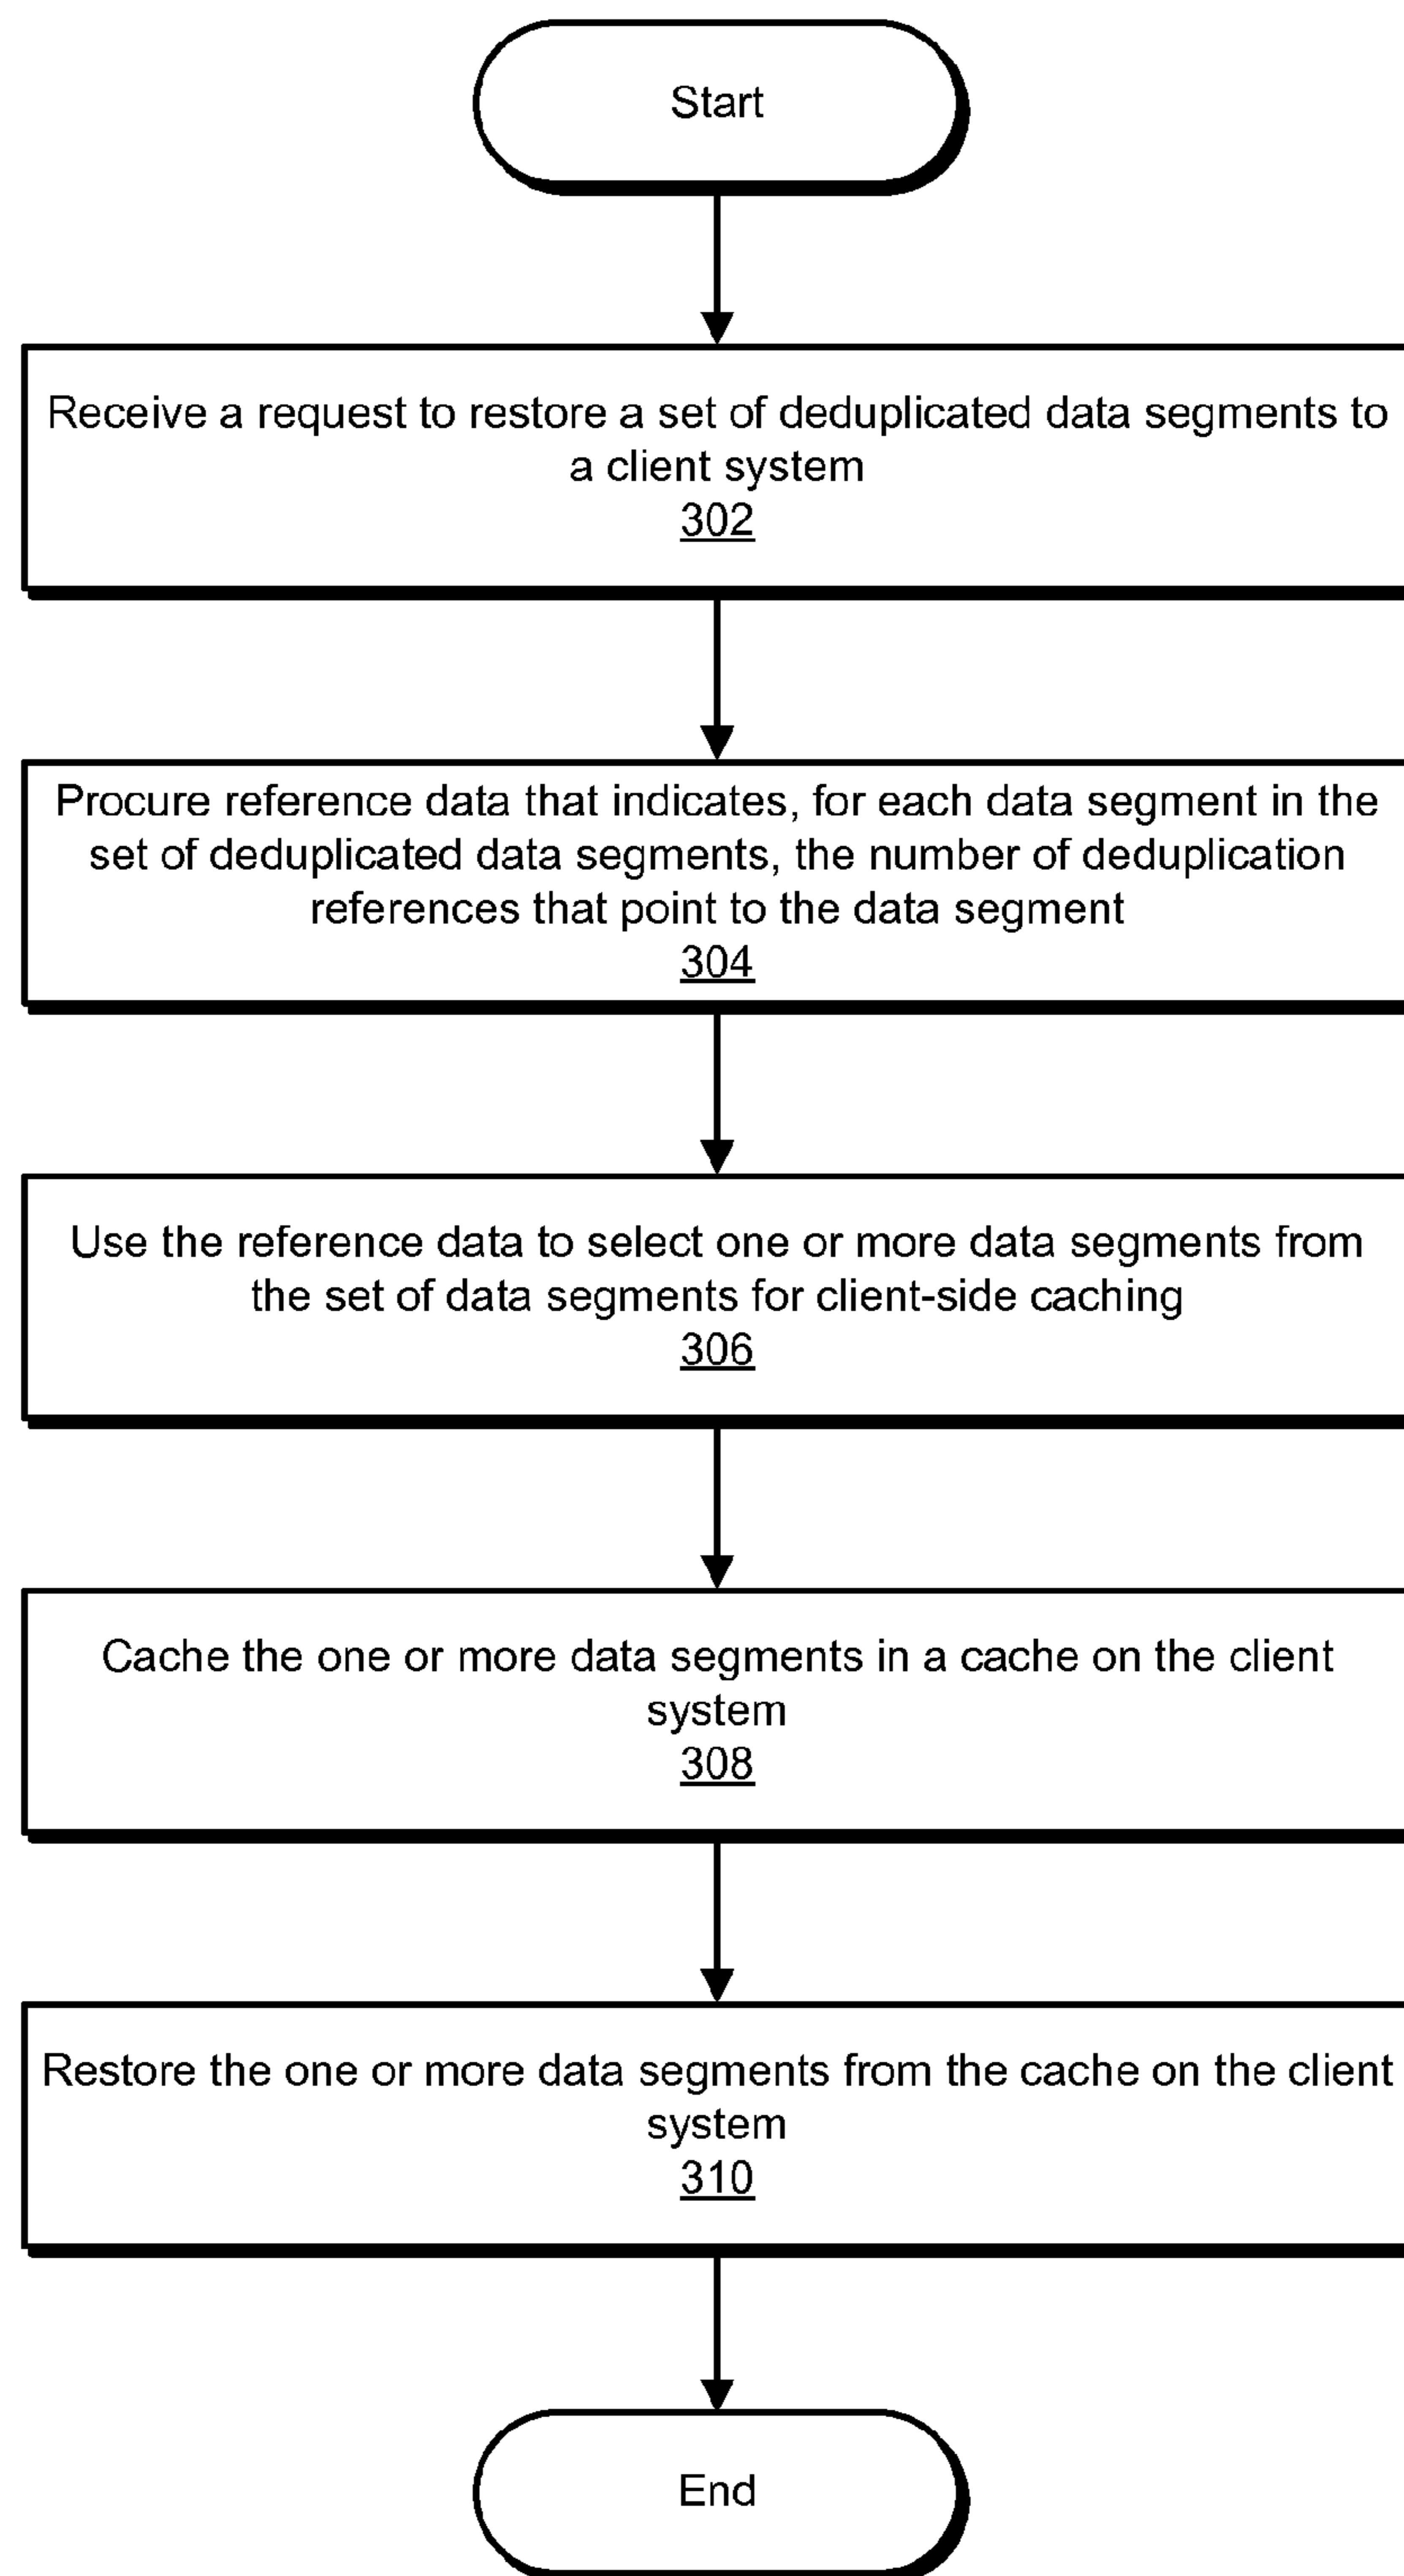 Start
Receive a request to restore a set of deduplicated data segments to
a client system
302
Procure reference data that indicates, for each data segment in the
set of deduplicated data segments, the number of deduplication
references that point to the data segment
304
Use the reference data to select one or more data segments from
the set of data segments for client-side caching
306
Cache the one or more data segments in a cache on the client
system
308
Restore the one or more data segments from the cache on the client
system
310
End